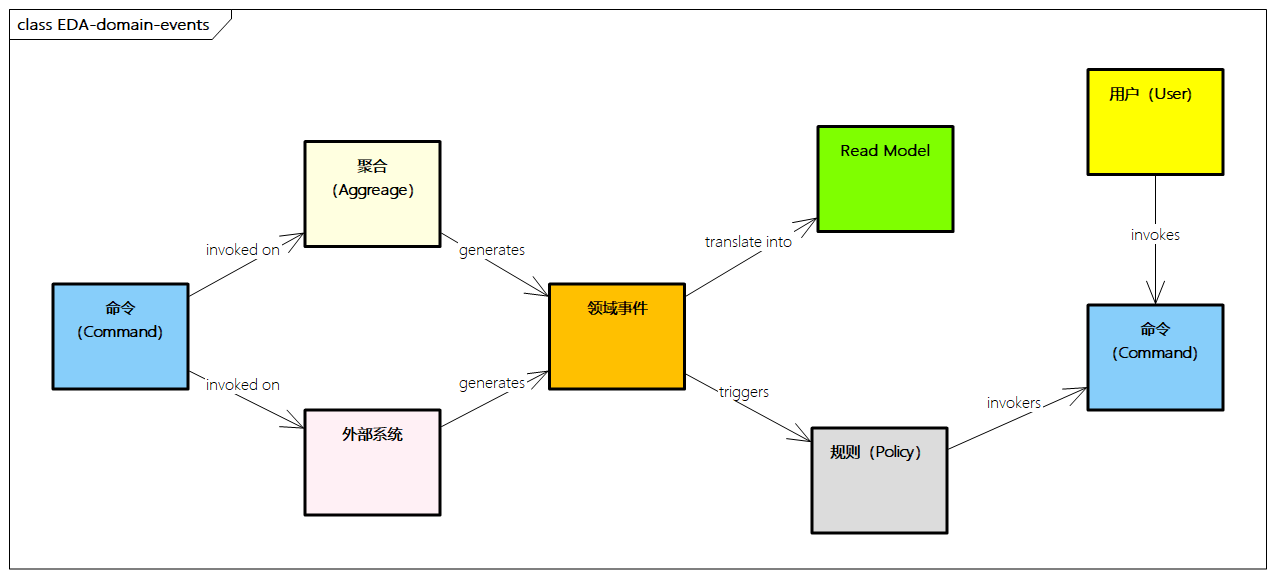 class EDA-domain-events
用户（User）
聚合
（Aggreage）
Read Model
invoked on
generates
translate into
invokes
命令
（Command）
领域事件
命令
（Command）
invoked on
generates
triggers
invokers
外部系统
规则（Policy）